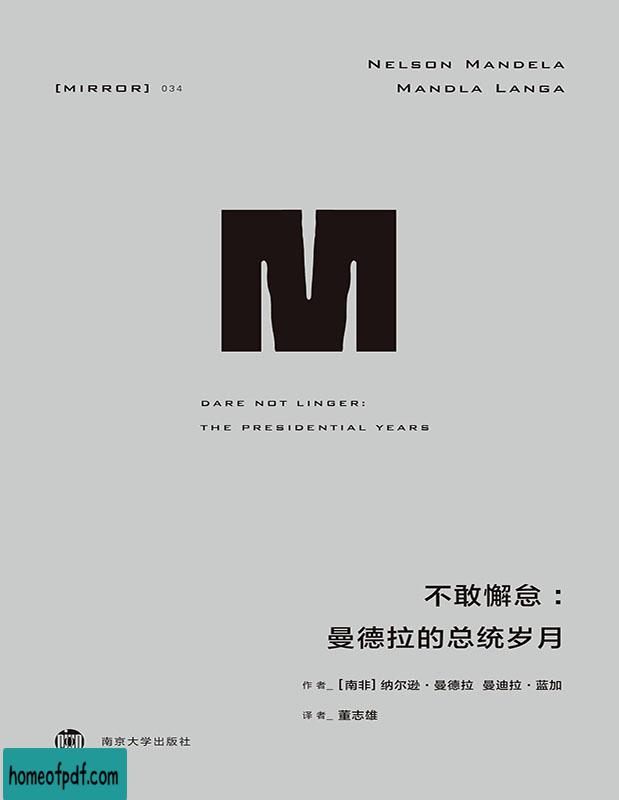 NELSON MANDELA
[MIRROR] 034
MANDLA LANGA
M
DARE NOT LINGER:
THE PRESIDENTIAL YEARS
不敢懈怠：
曼德拉的总统岁月
作者_ [南非] 纳尔逊·曼德拉 曼迪拉·蓝加
译者_ 董志雄
南京大学出版社
homeofpdf.com